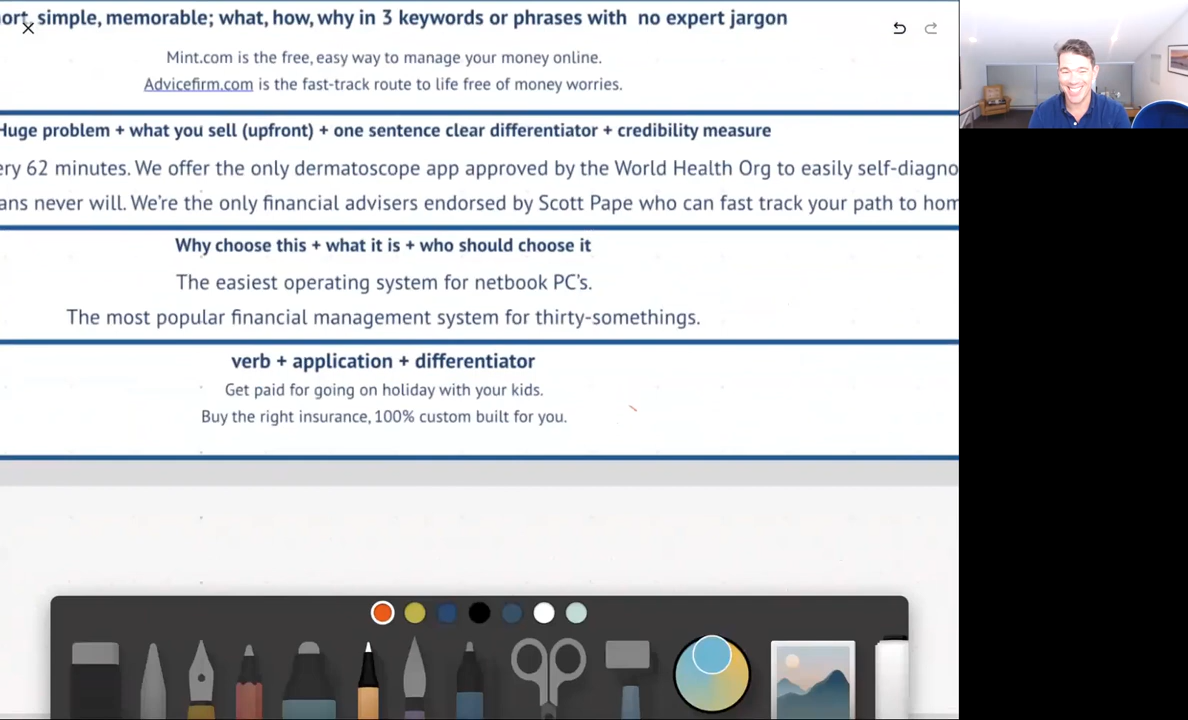 ort, simple, memorable; what, how, why in 3 keywords or phrases with no expert jargon
Mint.com is the free, easy way to manage your money online.
Advicefirm.com is the fast-track route to life free of money worries.
Huge problem + what you sell (upfront) + one sentence clear differentiator + credibility measure
ery 62 minutes. We offer the only dermatoscope app approved by the World Health Org to easily self-diagno
ans never will. We're the only financial advisers endorsed by Scott Pape who can fast track your path to hom
Why choose this + what it is + who should choose it
The easiest operating system for netbook PC's.
The most popular financial management system for thirty-somethings.
verb + application + differentiator
Get paid for going on holiday with your kids.
Buy the right insurance, 100% custom built for you.